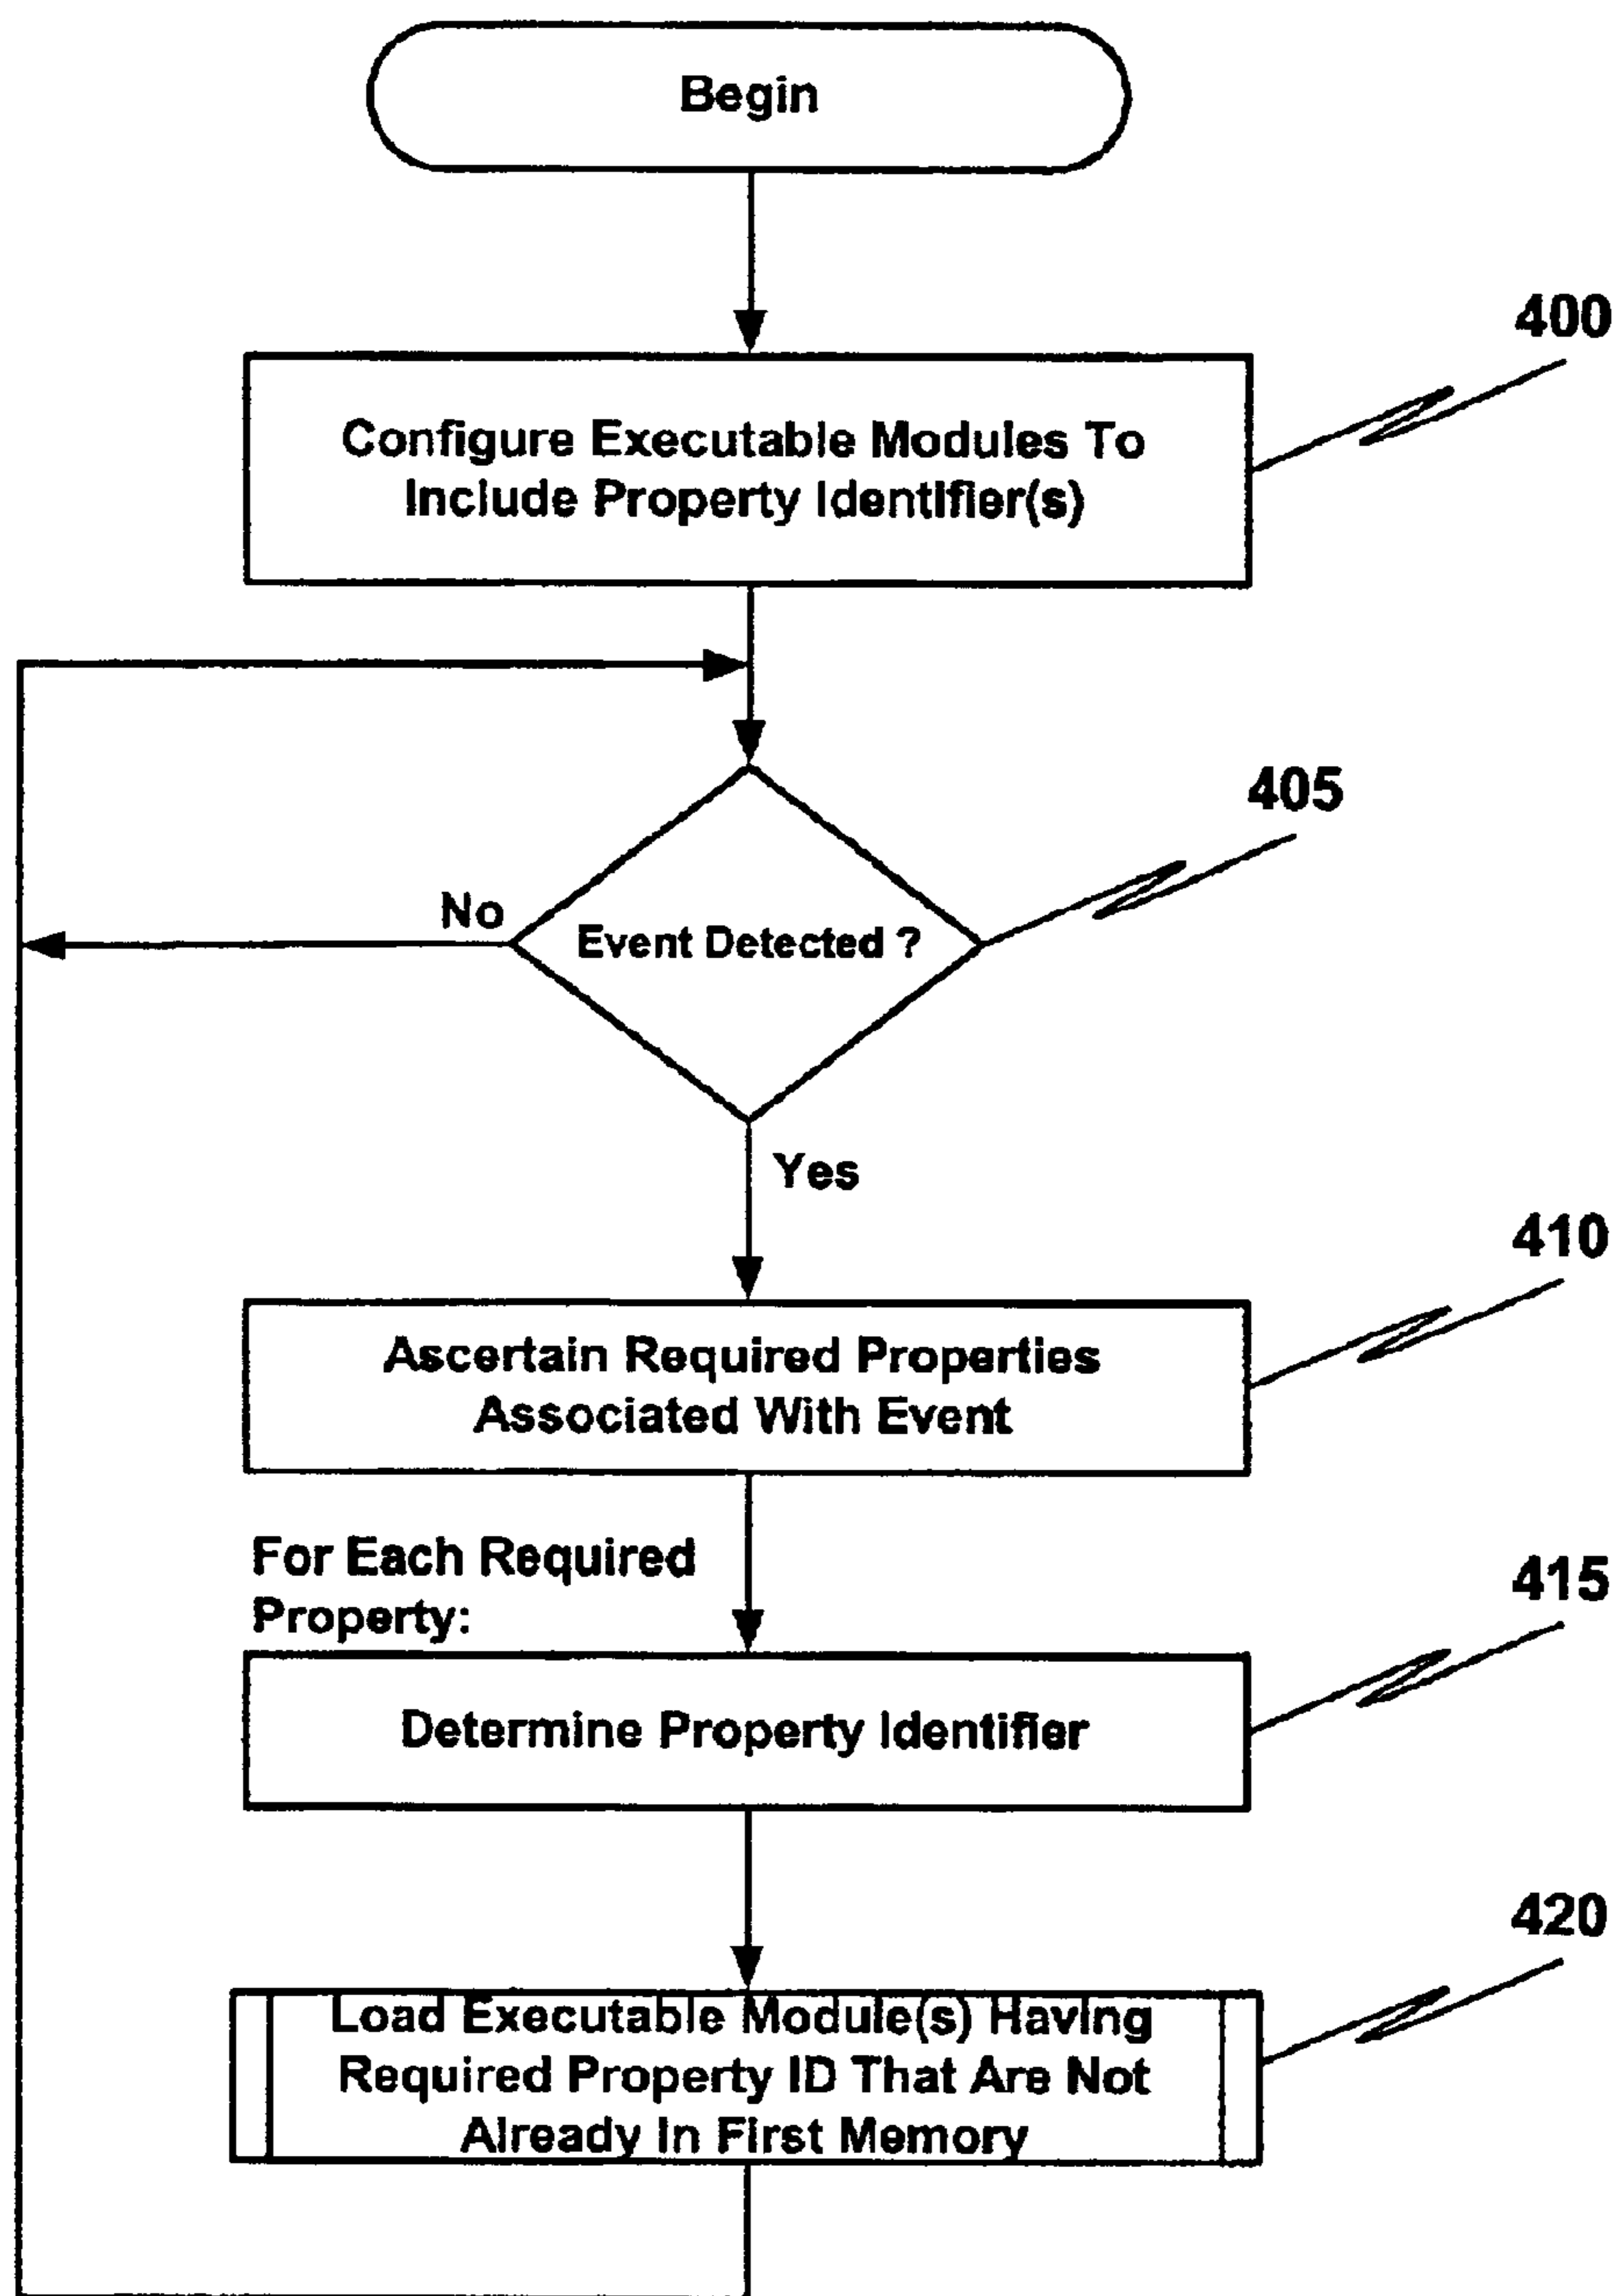 Begin
400
Configure Executable Modules To
Include Property Identifier(s)
405
No
Event Detected ?
Yes
410
Ascertain Required Properties
Associated With Event
For Each Required
Property:
415
Determine Property Identifier
420
Load Executable Module(s) Having
Required Property ID That Are Not
Already In First Memory